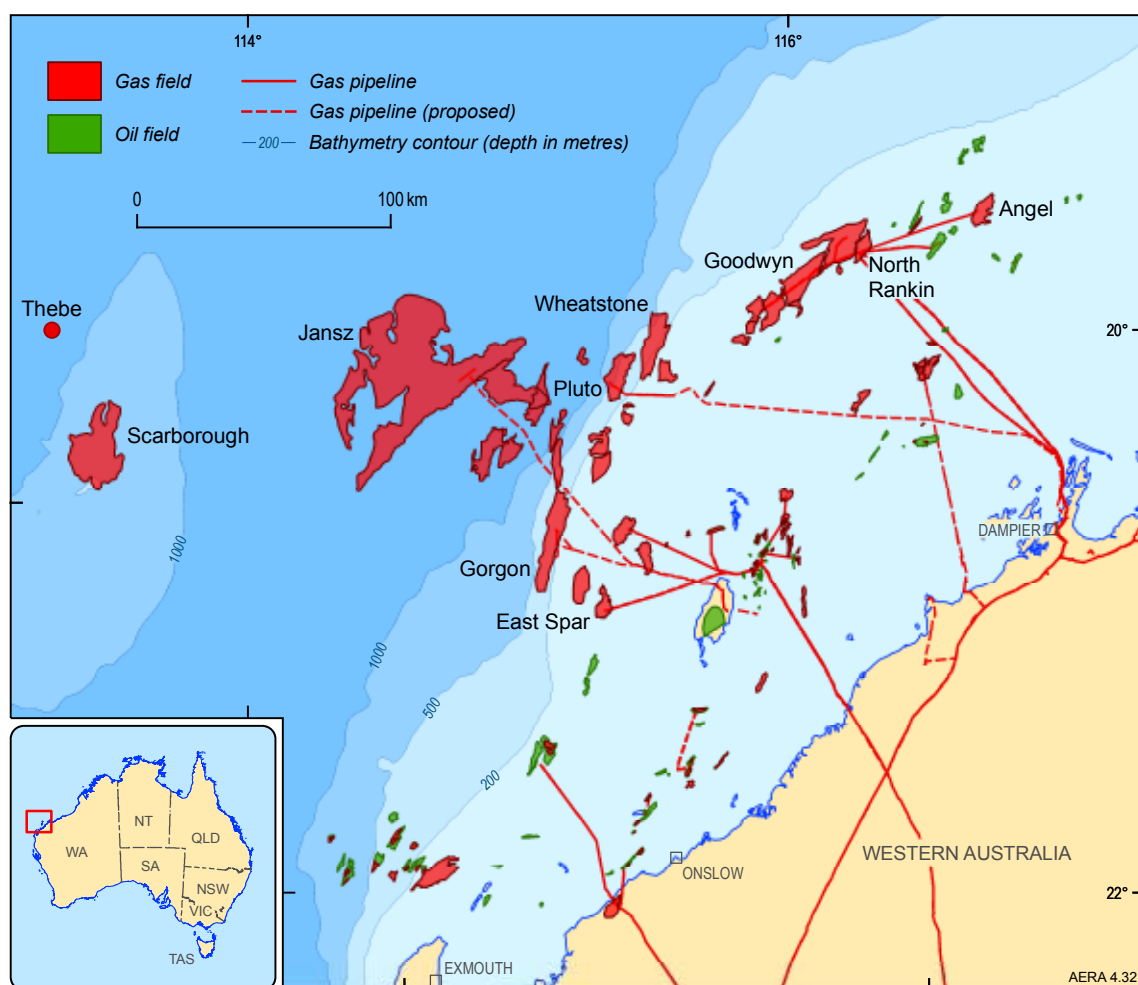 114°
116°
Gas field
Oil field
Gas pipeline
Gas pipeline (proposed)
200
Bathymetry contour (depth in metres)
0
100 km
Angel
Goodwyn
North
Rankin
Thebe
Wheatstone
Jansz
20°
Pluto
Scarborough
1000
DAMPIER
Gorgon
East Spar
1000
500
200
NT
QLD
WA
SA
NSW
VIC
TAS
WESTERN AUSTRALIA
ONSLOW
22°
EXMOUTH
AERA 4.32